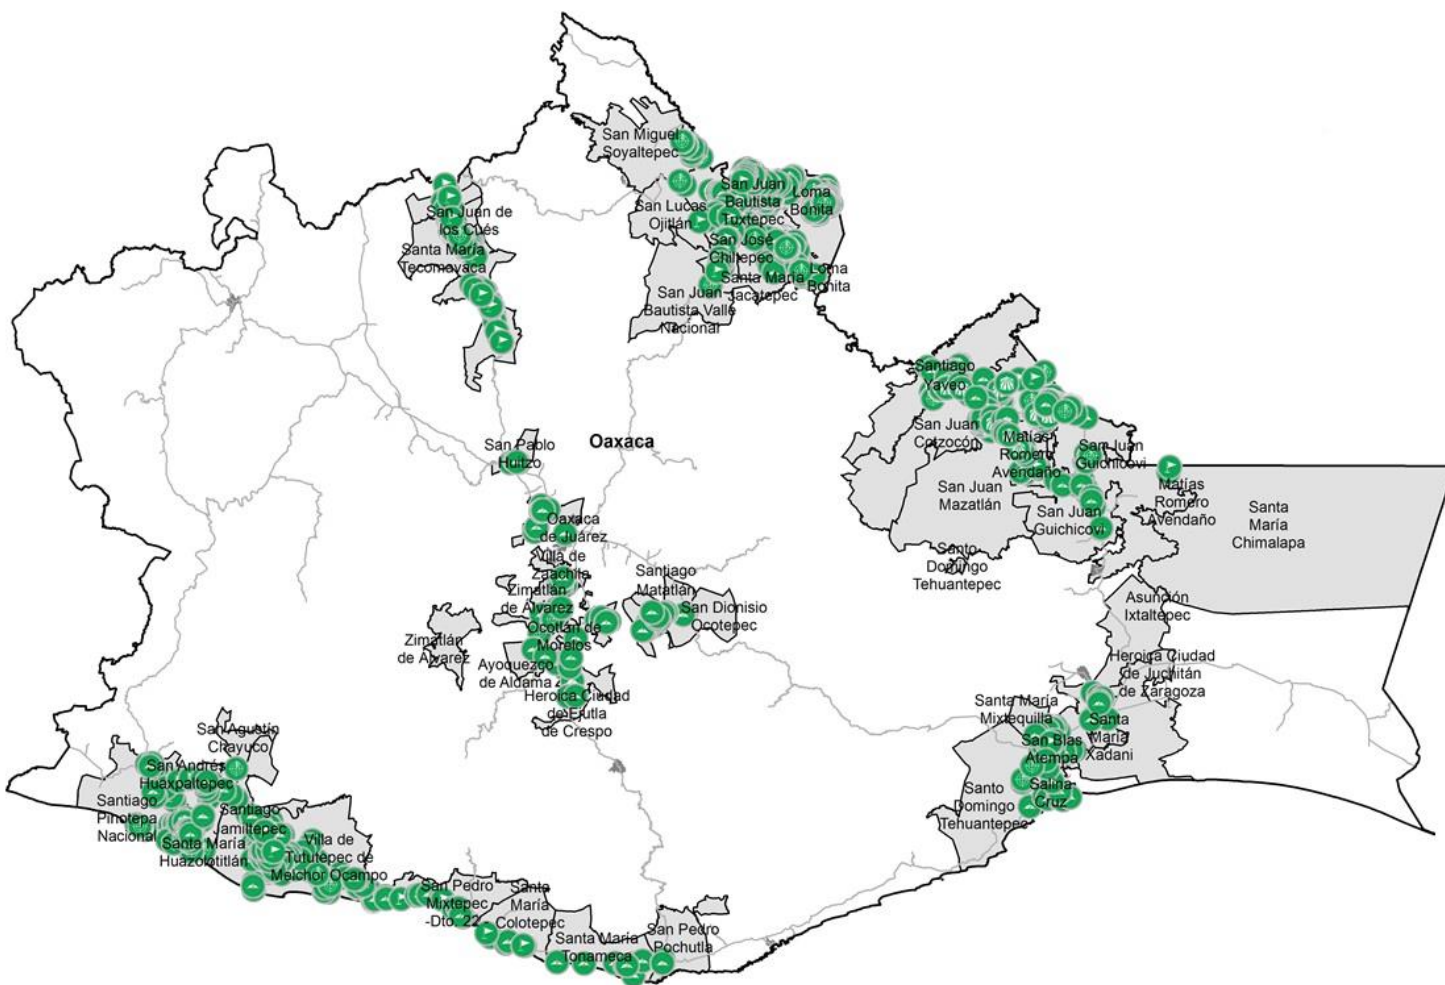 San Miguel
Soyaltepec
San Juan
Bautista
Tuxtepec
Loma
Bonita
San Lucas
Ojitlán
San José
Chiltepec
Santa María
Jacatepec
Loma
Bonita
San Juan
Bautista Valle
Nacional
San Juan de
los Cués
Santa María
Tecomavaca
Santiago
Yaveo
San Juan
Cotzocón
Matías
Romero
Avendaño
San Juan
Guichicovi
San Juan
Mazatlán
San Juan
Guichicovi
Matías
Romero
Avendaño
Santa
María
Chimalapa
Santo
Domingo
Tehuantepec
San Pablo
Huitzo
Oaxaca
Oaxaca
de Juárez
Villa de
Zaachila
Zimatlán
de Álvarez
Santiago
Matatlán
San Dionisio
Ocotepec
Ocotlán de
Morelos
Zimatlán
de Álvarez
Ayoquezco
de Aldama
Heroica Ciudad
de Ejutla
de Crespo
Asunción
Ixtaltepec
Heroica Ciudad
de Juchitán
de Zaragoza
Santa María
Mixtequilla
Santa
María
Xadani
San Blas
Atempa
Salina
Cruz
Santo
Domingo
Tehuantepec
San Agustín
Chayuco
San Andrés
Huaxpaltepec
Santiago
Pinotepa
Nacional
Santiago
Jamiltepec
Santa María
Huazolotitlán
Villa de
Tututepec de
Melchor Ocampo
San Pedro
Mixtepec
-Dto. 22 -
Santa
María
Colotepec
Santa María
Tonameca
San Pedro
Pochutla